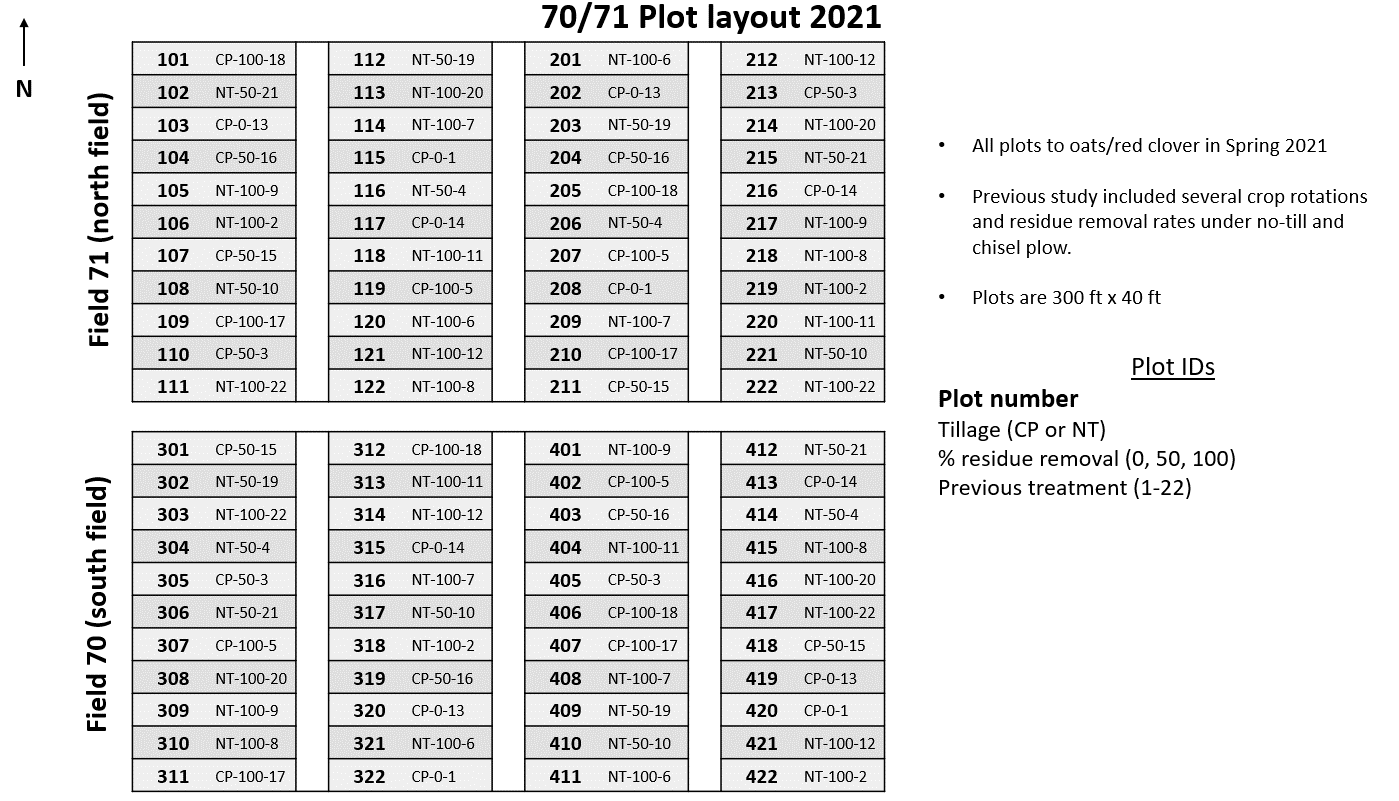 70/71 Plot layout 2021
N
Field 71 (north field)
101 CP-100-18 112 NT-50-19 201 NT-100-6 212 NT-100-12
102 NT-50-21 113 NT-100-20 202 CP-0-13 213 CP-50-3
103 CP-0-13 114 NT-100-7 203 NT-50-19 214 NT-100-20
104 CP-50-16 115 CP-0-1 204 CP-50-16 215 NT-50-21
105 NT-100-9 116 NT-50-4 205 CP-100-18 216 CP-0-14
106 NT-100-2 117 CP-0-14 206 NT-50-4 217 NT-100-9
107 CP-50-15 118 NT-100-11 207 CP-100-5 218 NT-100-8
108 NT-50-10 119 CP-100-5 208 CP-0-1 219 NT-100-2
109 CP-100-17 120 NT-100-6 209 NT-100-7 220 NT-100-11
110 CP-50-3 121 NT-100-12 210 CP-100-17 221 NT-50-10
111 NT-100-22 122 NT-100-8 211 CP-50-15 222 NT-100-22
Field 70 (south field)
301 CP-50-15 312 CP-100-18 401 NT-100-9 412 NT-50-21
302 NT-50-19 313 NT-100-11 402 CP-100-5 413 CP-0-14
303 NT-100-22 314 NT-100-12 403 CP-50-16 414 NT-50-4
304 NT-50-4 315 CP-0-14 404 NT-100-11 415 NT-100-8
305 CP-50-3 316 NT-100-7 405 CP-50-3 416 NT-100-20
306 NT-50-21 317 NT-50-10 406 CP-100-18 417 NT-100-22
307 CP-100-5 318 NT-100-2 407 CP-100-17 418 CP-50-15
308 NT-100-20 319 CP-50-16 408 NT-100-7 419 CP-0-13
309 NT-100-9 320 CP-0-13 409 NT-50-19 420 CP-0-1
310 NT-100-8 321 NT-100-6 410 NT-50-10 421 NT-100-12
311 CP-100-17 322 CP-0-1 411 NT-100-6 422 NT-100-2
• All plots to oats/red clover in Spring 2021
• Previous study included several crop rotations
and residue removal rates under no-till and
chisel plow.
• Plots are 300 ft x 40 ft
Plot IDs
Plot number
Tillage (CP or NT)
% residue removal (0, 50, 100)
Previous treatment (1-22)